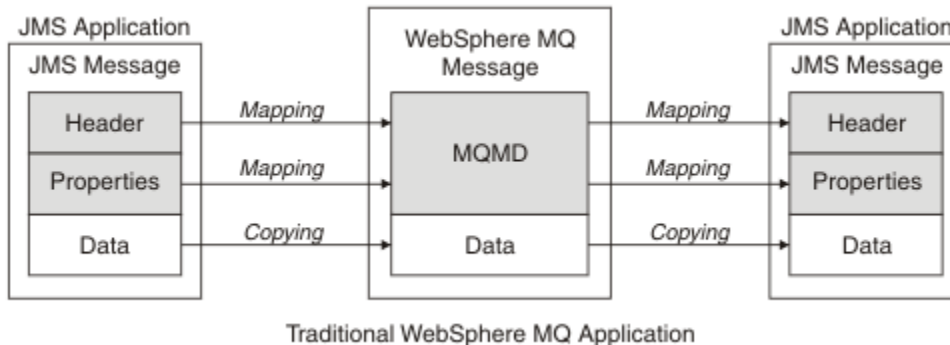 JMS Application
JMS Message
Header
Properties
Data
Mapping
Mapping
Copying
WebSphere MQ
Message
MQMD
Data
Mapping
Mapping
Copying
JMS Application
JMS Message
Header
Properties
Data
Traditional WebSphere MQ Application